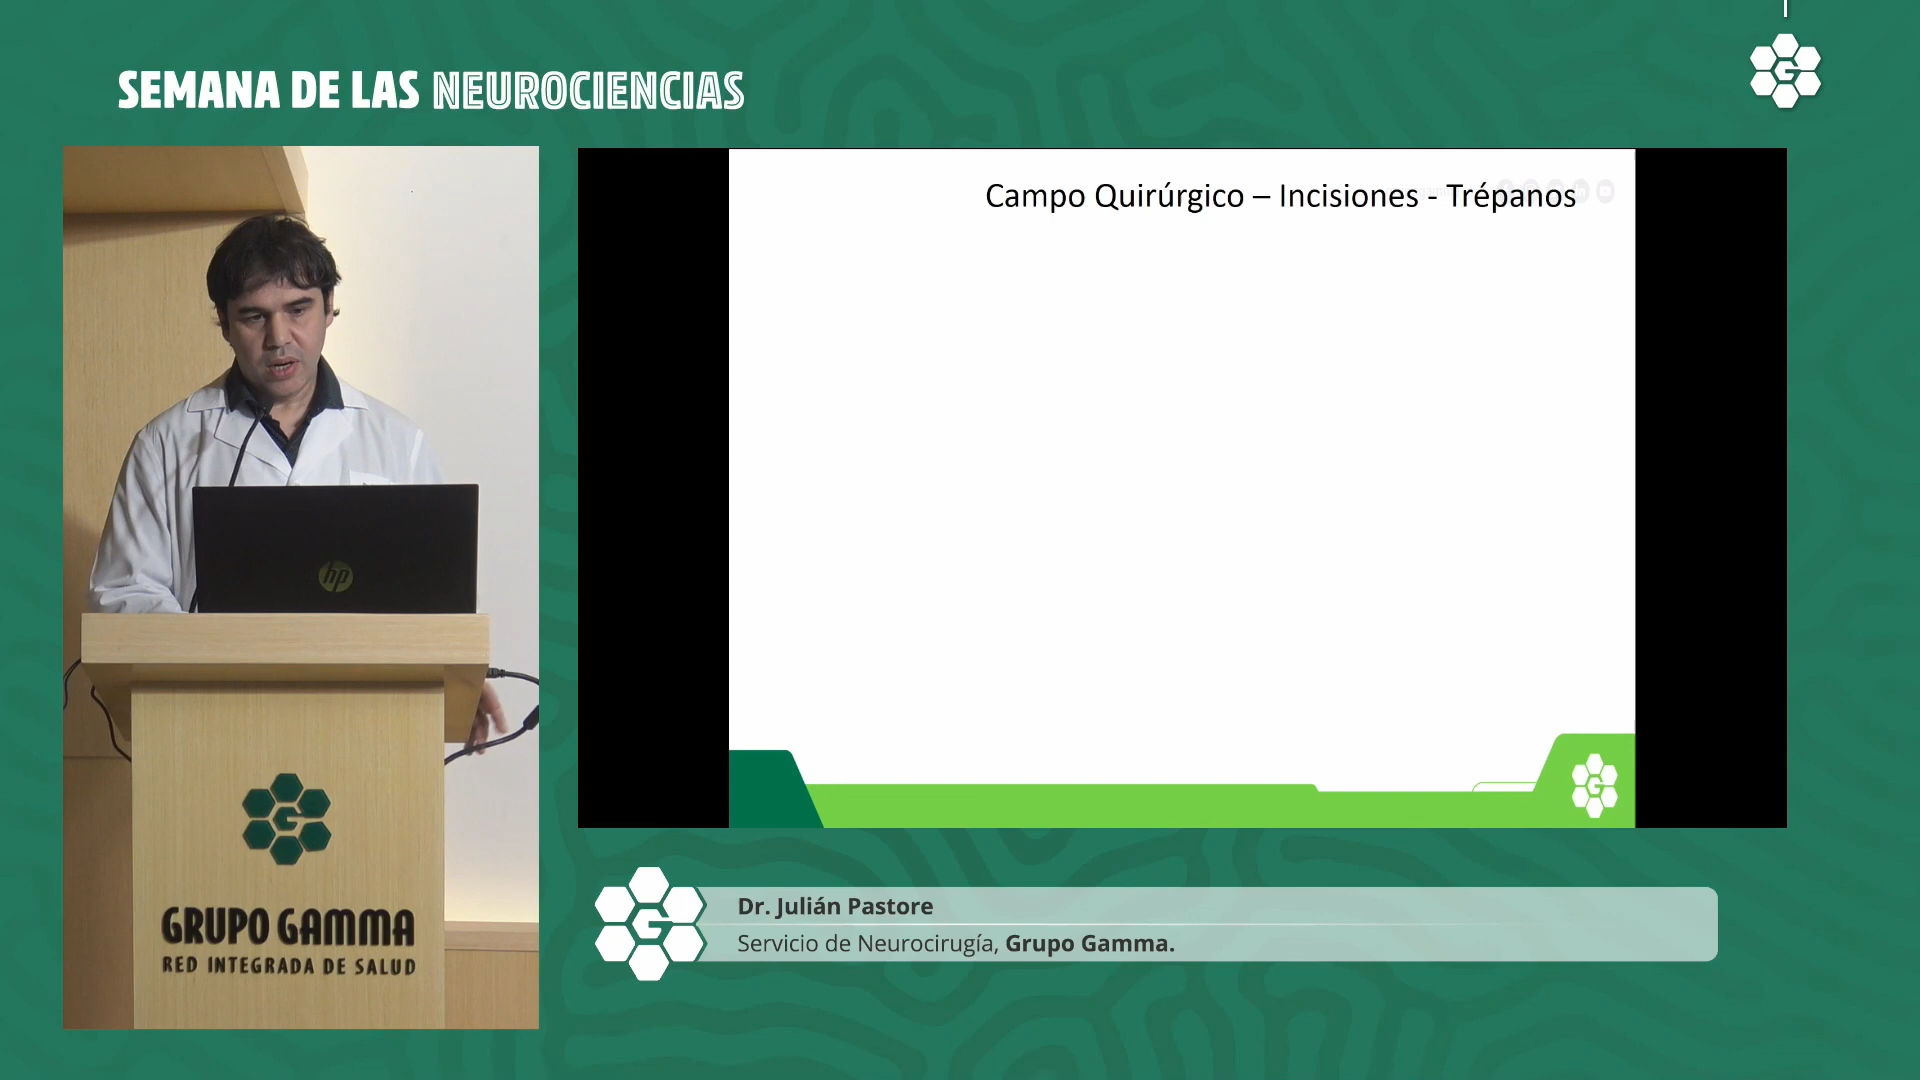 SEMANA DE LAS NEUROCIENCIAS
Campo Quirúrgico – Incisiones - Trépanos
hp
GRUPO GAMMA
RED INTEGRADA DE SALUD
Dr. Julián Pastore
Servicio de Neurocirugía, Grupo Gamma.